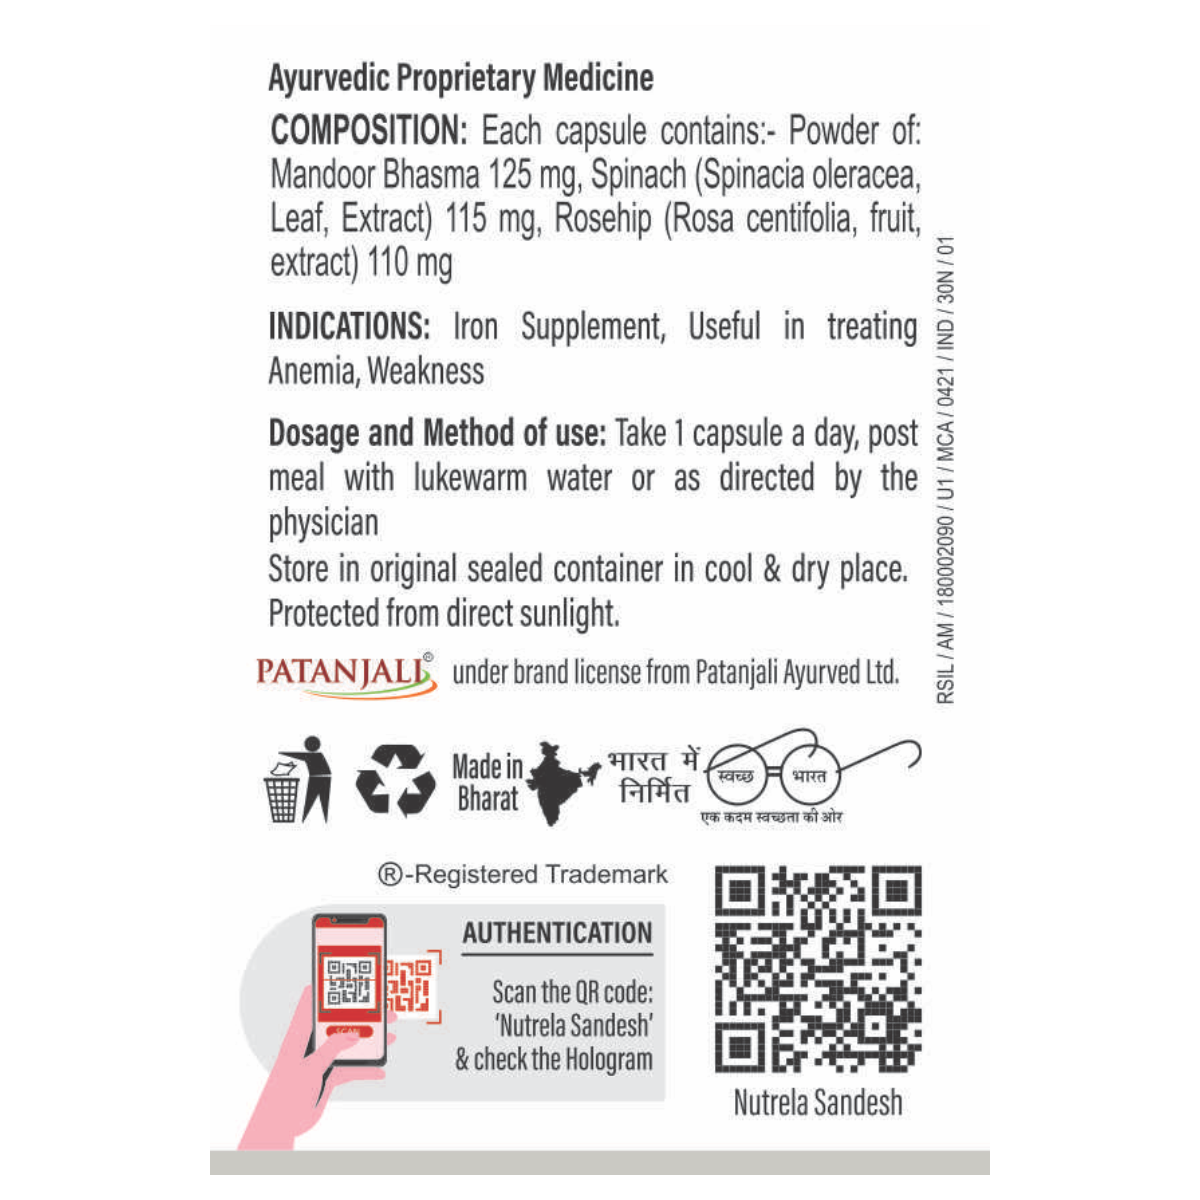 Ayurvedic Proprietary Medicine
COMPOSITION: Each capsule contains:- Powder of:
Mandoor Bhasma 125 mg, Spinach (Spinacia oleracea,
Leaf, Extract) 115 mg, Rosehip (Rosa centifolia, fruit,
extract) 110 mg
INDICATIONS: Iron Supplement, Useful in treating
Anemia, Weakness
Dosage and Method of use: Take 1 capsule a day, post
meal with lukewarm water or as directed by the
physician
Store in original sealed container in cool & dry place.
Protected from direct sunlight.
RSIL / AM / 180002090 / U1 / MCA / 0421 / IND / 30N / 01
PATANJALI® under brand license from Patanjali Ayurved Ltd.
Made in
Bharat
भारत में
निर्मित
स्वच्छ भारत
एक कदम स्वच्छता की ओर
®-Registered Trademark
AUTHENTICATION
Scan the QR code:
'Nutrela Sandesh'
& check the Hologram
SCAN
Nutrela Sandesh